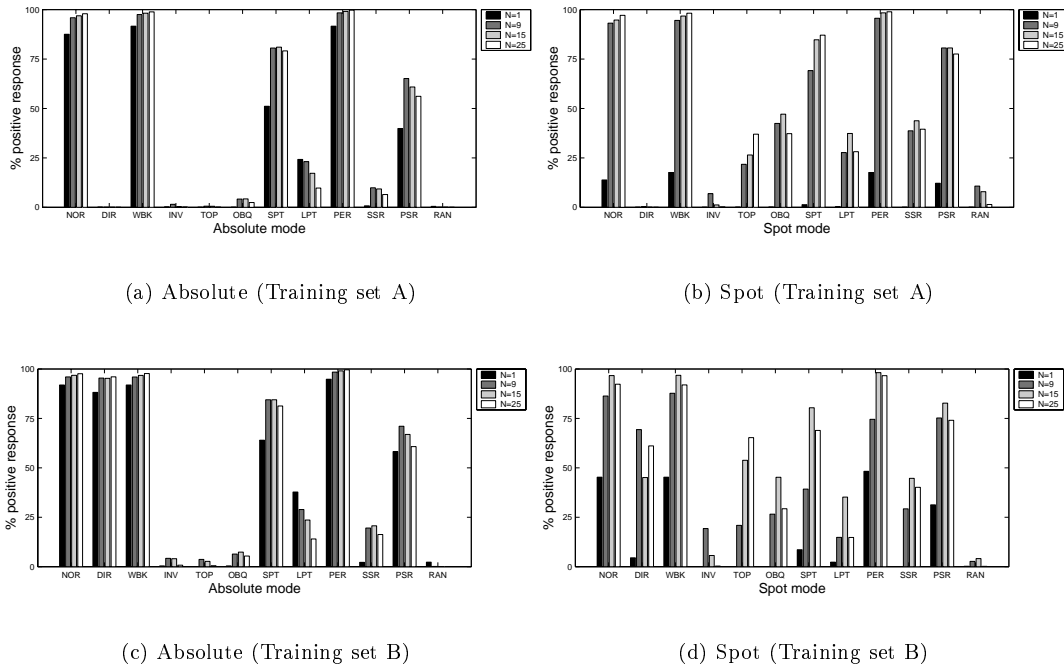 100
75
50
25
0
% positive response
NOR DIR WBK INV TOP OBQ SPT LPT PER SSR PSR RAN
Absolute mode
N=1
N=9
N=15
N=25
(a) Absolute (Training set A)
100
75
50
25
0
% positive response
NOR DIR WBK INV TOP OBQ SPT LPT PER SSR PSR RAN
Spot mode
N=1
N=9
N=15
N=25
(b) Spot (Training set A)
100
75
50
25
0
% positive response
NOR DIR WBK INV TOP OBQ SPT LPT PER SSR PSR RAN
Absolute mode
N=1
N=9
N=15
N=25
(c) Absolute (Training set B)
100
75
50
25
0
% positive response
NOR DIR WBK INV TOP OBQ SPT LPT PER SSR PSR RAN
Spot mode
N=1
N=9
N=15
N=25
(d) Spot (Training set B)